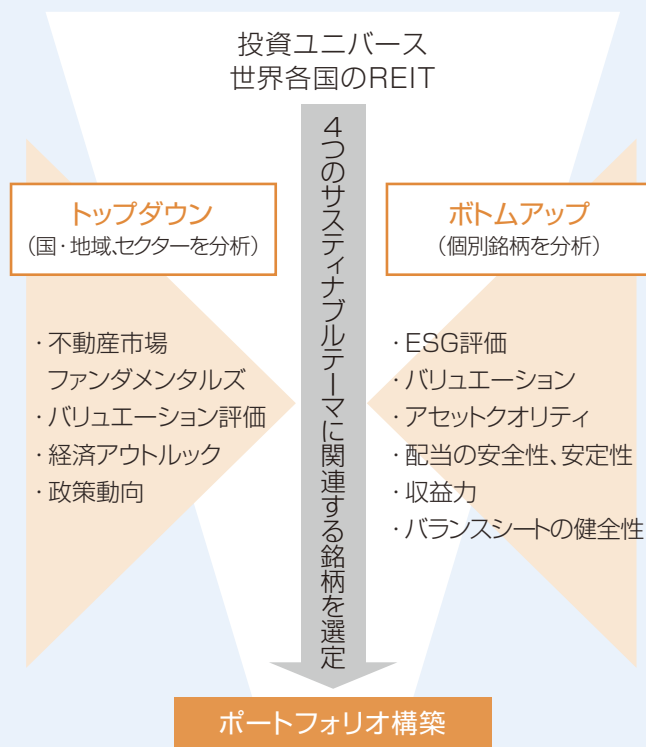 投資ユニバース
世界各国のREIT
4つのサスティナブルテーマに関連する銘柄を選定
トップダウン
(国・地域、セクターを分析)
・不動産市場
ファンダメンタルズ
・バリュエーション評価
・経済アウトルック
・政策動向
ボトムアップ
(個別銘柄を分析)
・ESG評価
・バリュエーション
・アセットクオリティ
・配当の安全性、安定性
・収益力
・バランスシートの健全性
ポートフォリオ構築